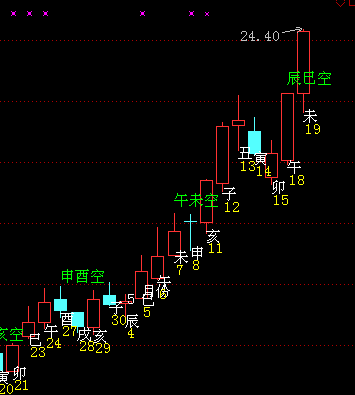 24.40
辰巳空
未
19
丑
13
寅
14
午
18
卯
15
子
12
午未空
亥
11
申
8
未
7
午
6
巳
5
月
5
辰
4
子
30
申酉空
亥
29
戌
28
酉
27
午
24
巳
23
亥空
卯
21
寅
20